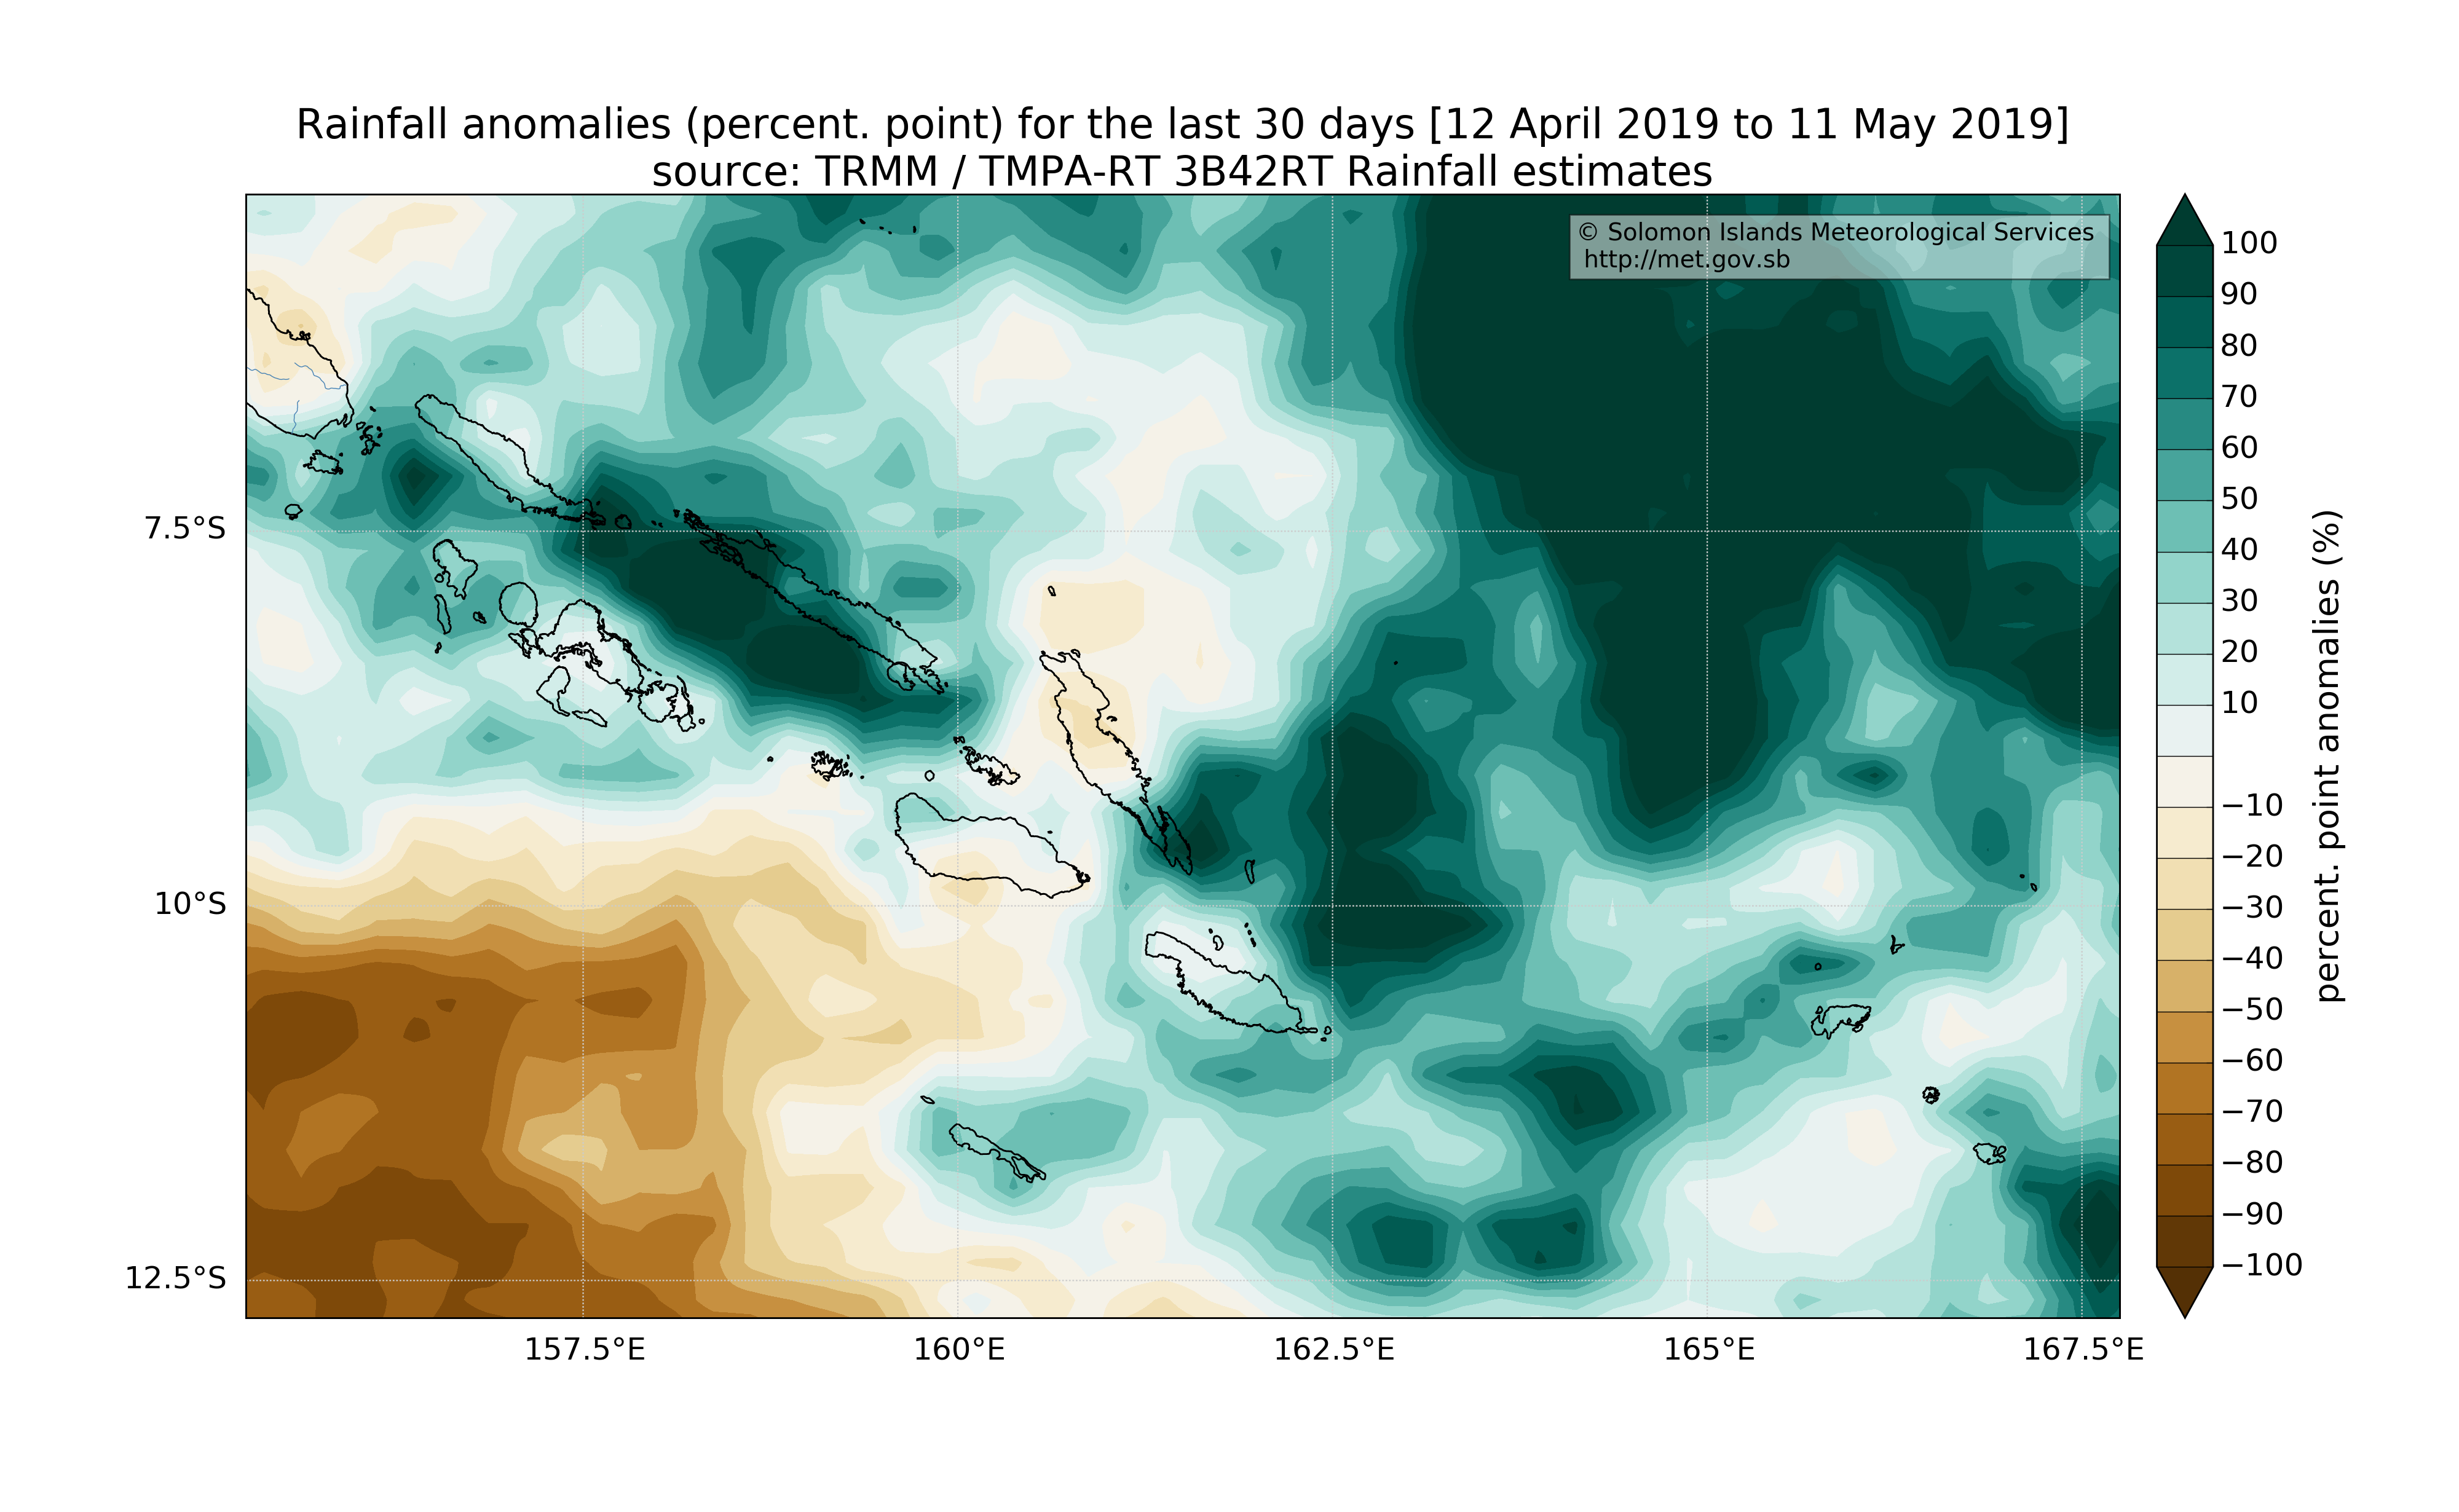 Rainfall anomalies (percent. point) for the last 30 days [12 April 2019 to 11 May 2019]
source: TRMM / TMPA-RT 3B42RT Rainfall estimates
© Solomon Islands Meteorological Services
http://met.gov.sb
7.5°S
10°S
12.5°S
157.5°E
160°E
162.5°E
165°E
167.5°E
100
90
80
70
60
50
40
30
20
10
−10
−20
−30
−40
−50
−60
−70
−80
−90
−100
percent. point anomalies (%)